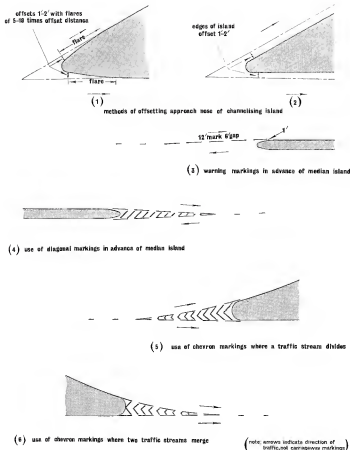 offsets 1'-2' with flares
of 5-10 times offset distance
flare
flare
(1)
edges of island
offset 1'-2'
(2)
methods of offsetting approach nose of channelising island
12' mark 6' gap
1'
(3) warning markings in advance of median island
(4) use of diagonal markings in advance of median island
(5) use of chevron markings where a traffic stream divides
(6) use of chevron markings where two traffic streams merge
(note: arrows indicate direction of
traffic, not carriageway markings)